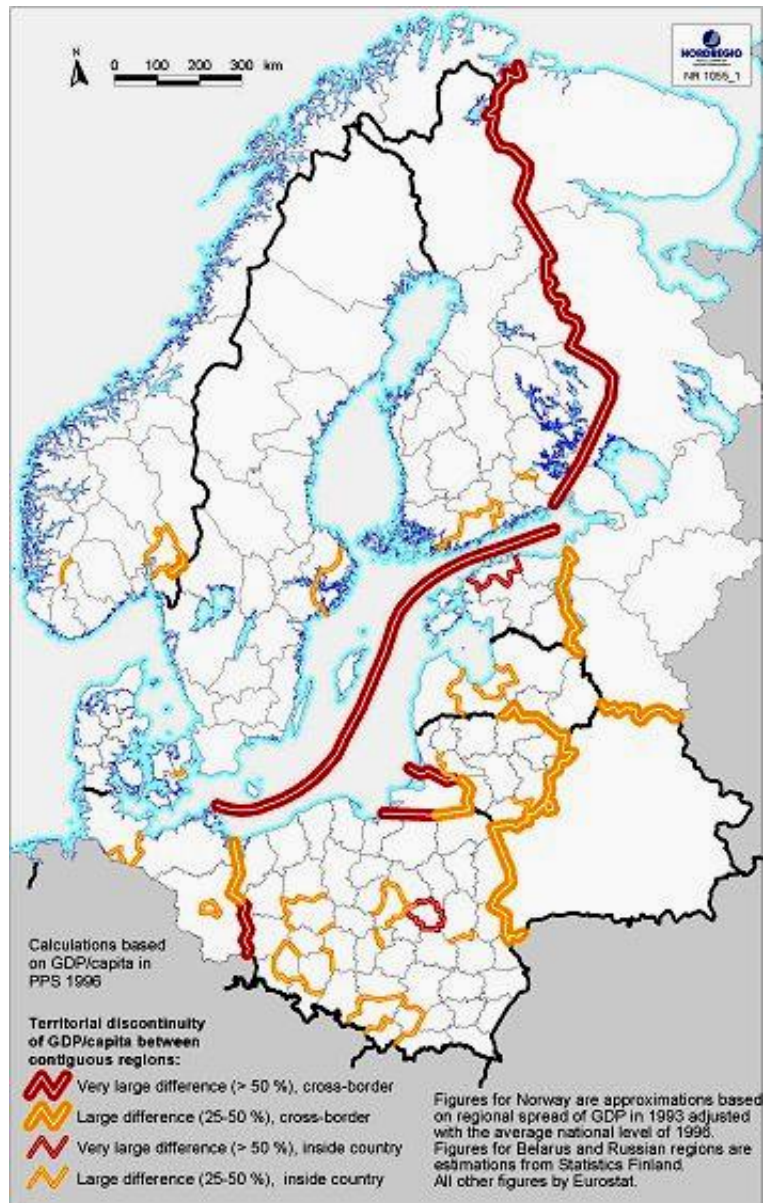 N
0 100 200 300 km
NORDREGIO
NR 1055_1
Calculations based
on GDP/capita in
PPS 1996
Territorial discontinuity
of GDP/capita between
contiguous regions:
Very large difference (> 50 %), cross-border
Large difference (25-50 %), cross-border
Very large difference (> 50 %), inside country
Large difference (25-50 %), inside country
Figures for Norway are approximations based
on regional spread of GDP in 1993 adjusted
with the average national level of 1996.
Figures for Belarus and Russian regions are
estimations from Statistics Finland.
All other figures by Eurostat.